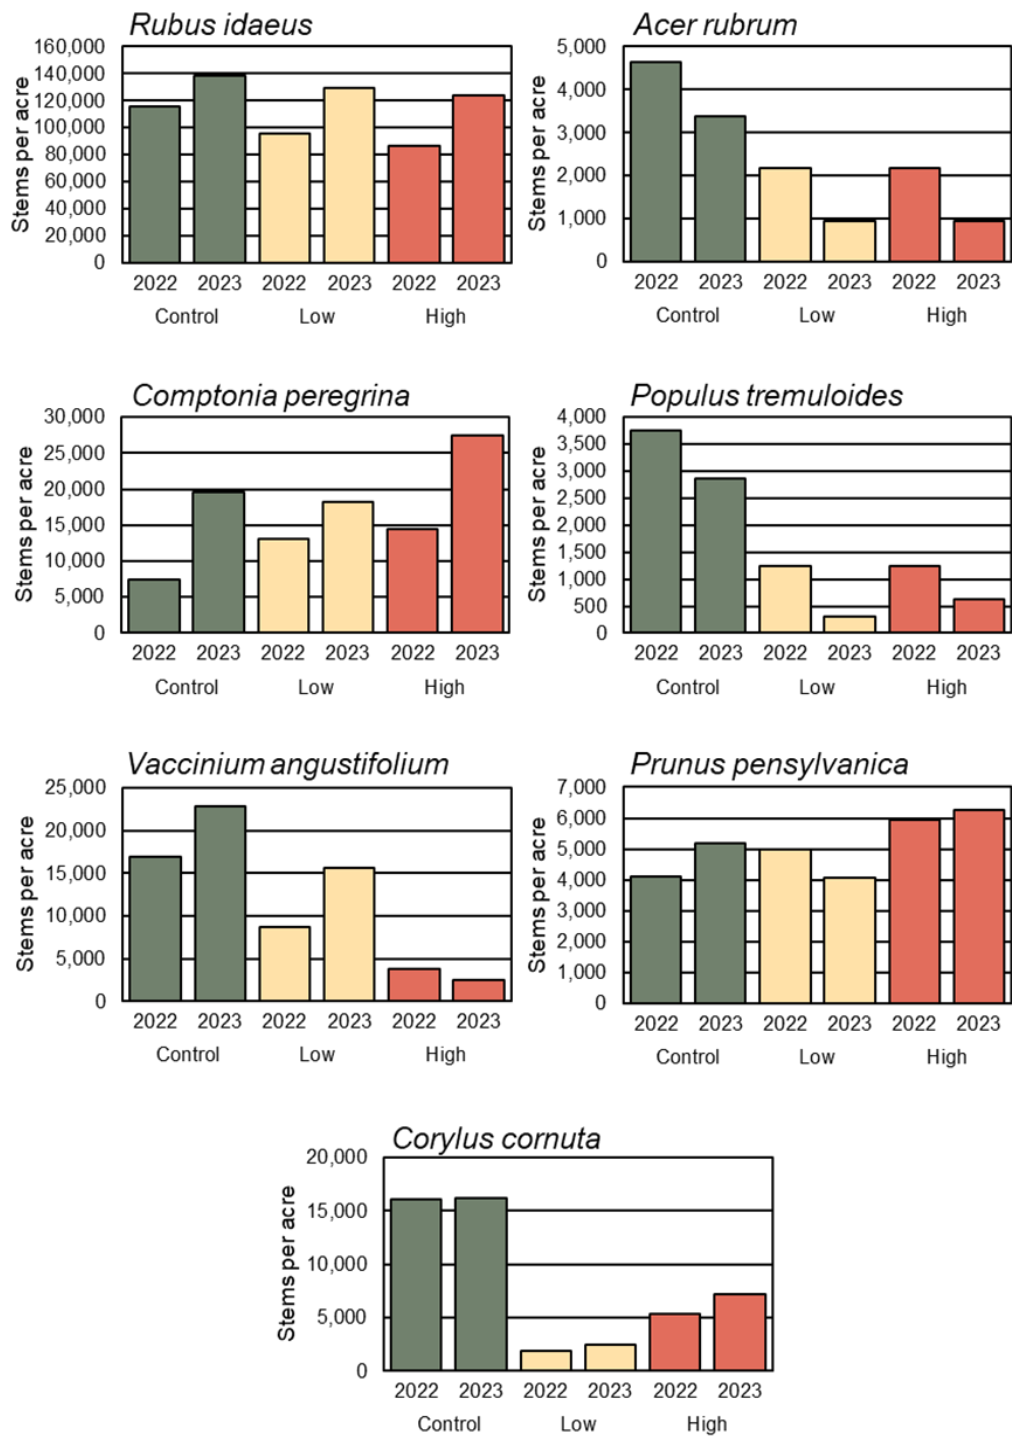 Rubus idaeus
Stems per acre
160,000
140,000
120,000
100,000
80,000
60,000
40,000
20,000
0
2022 2023 2022 2023 2022 2023
Control Low High
Acer rubrum
Stems per acre
5,000
4,000
3,000
2,000
1,000
0
2022 2023 2022 2023 2022 2023
Control Low High
Comptonia peregrina
Stems per acre
30,000
25,000
20,000
15,000
10,000
5,000
0
2022 2023 2022 2023 2022 2023
Control Low High
Populus tremuloides
Stems per acre
4,000
3,500
3,000
2,500
2,000
1,500
1,000
500
0
2022 2023 2022 2023 2022 2023
Control Low High
Vaccinium angustifolium
Stems per acre
25,000
20,000
15,000
10,000
5,000
0
2022 2023 2022 2023 2022 2023
Control Low High
Prunus pensylvanica
Stems per acre
7,000
6,000
5,000
4,000
3,000
2,000
1,000
0
2022 2023 2022 2023 2022 2023
Control Low High
Corylus cornuta
Stems per acre
20,000
15,000
10,000
5,000
0
2022 2023 2022 2023 2022 2023
Control Low High